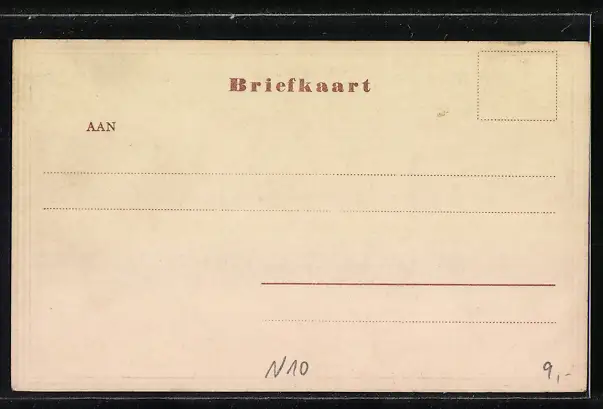 Briefkaart
AAN
N10
9,-